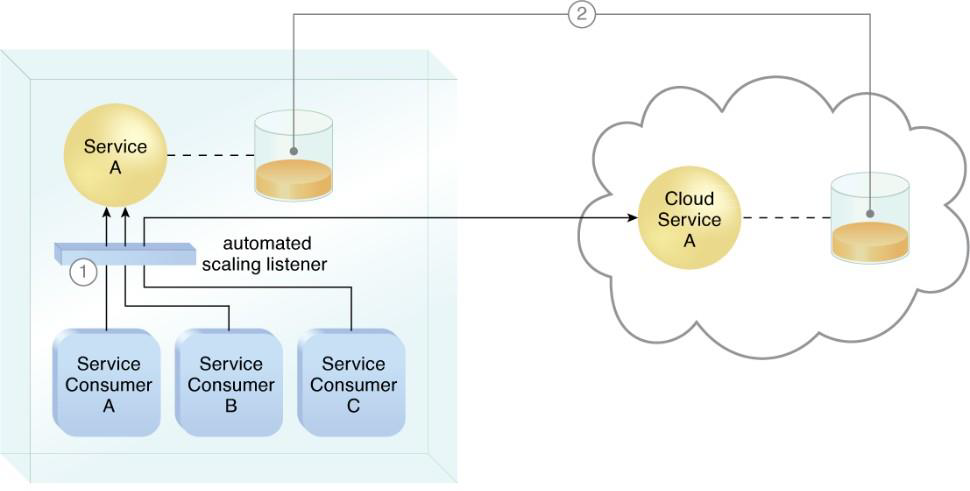 2
Service
A
Cloud
Service
A
automated
scaling listener
1
Service
Consumer
A
Service
Consumer
B
Service
Consumer
C